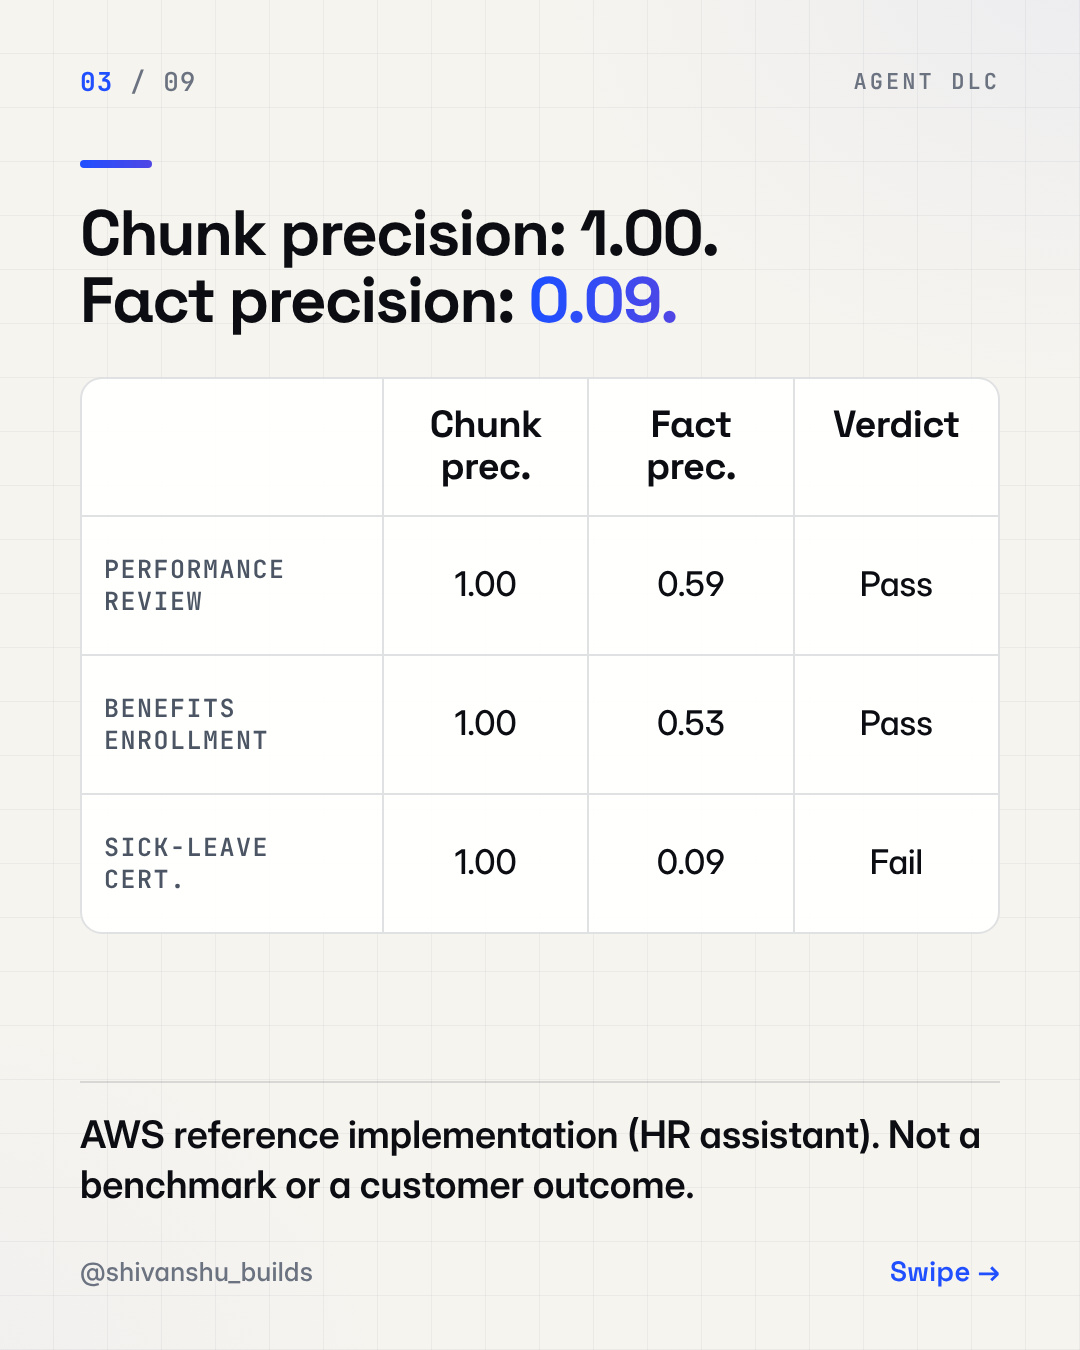 03 / 09
AGENT DLC
Chunk precision: 1.00.
Fact precision: 0.09.
Chunk prec.
Fact prec.
Verdict
PERFORMANCE REVIEW
1.00
0.59
Pass
BENEFITS ENROLLMENT
1.00
0.53
Pass
SICK-LEAVE CERT.
1.00
0.09
Fail
AWS reference implementation (HR assistant). Not a
benchmark or a customer outcome.
@shivanshu_builds
Swipe →